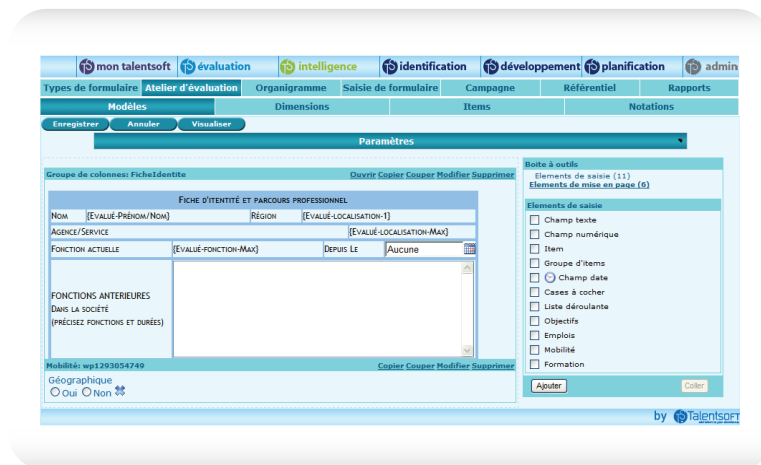 mon talentsoft évaluation intelligence identification développement planification admin
Types de formulaire Atelier d'évaluation Organigramme Saisie de formulaire Campagne Référentiel Rapports
Modèles Dimensions Items Notations
Enregistrer Annuler Visualiser
Paramètres
Groupe de colonnes: FicheIdentite Ouvrir Copier Couper Modifier Supprimer
Fiche d'itentité et parcours professionnel
Nom {Evalué-Prénom/Nom} Région {Evalué-localisation-1}
Agence/Service {Evalué-localisation-Max}
Fonction actuelle {Evalué-fonction-Max} Depuis Le Aucune
FONCTIONS ANTERIEURES
Dans la société
(précisez fonctions et durées)
Mobilité: wp1293054749 Copier Couper Modifier Supprimer
Géographique
Oui Non
Boite à outils
Elements de saisie (11)
Elements de mise en page (6)
Elements de saisie
Champ texte
Champ numérique
Item
Groupe d'items
Champ date
Cases à cocher
Liste déroulante
Objectifs
Emplois
Mobilité
Formation
Ajouter Coller
by Talentsoft